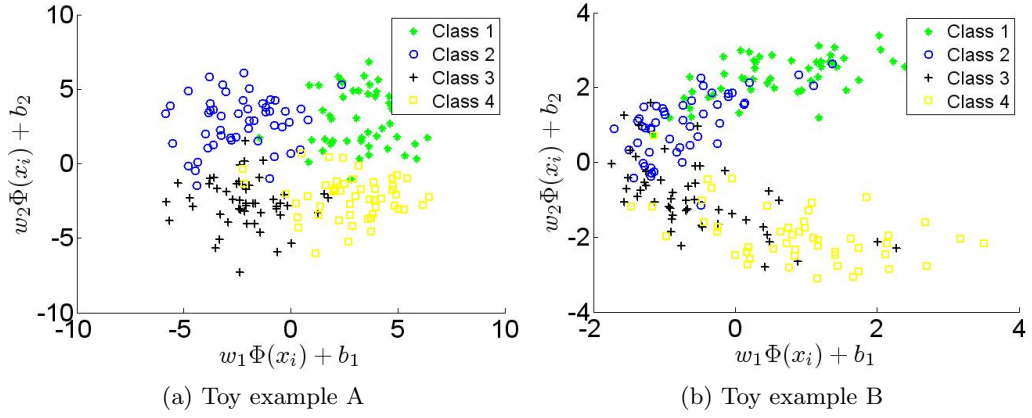 10
5
0
-5
-10
-10
-5
0
5
10
w₂Φ(xᵢ) + b₂
w₁Φ(xᵢ) + b₁
Class 1
Class 2
Class 3
Class 4
(a) Toy example A
4
2
0
-2
-4
-2
0
2
4
w₂Φ(xᵢ) + b₂
w₁Φ(xᵢ) + b₁
Class 1
Class 2
Class 3
Class 4
(b) Toy example B